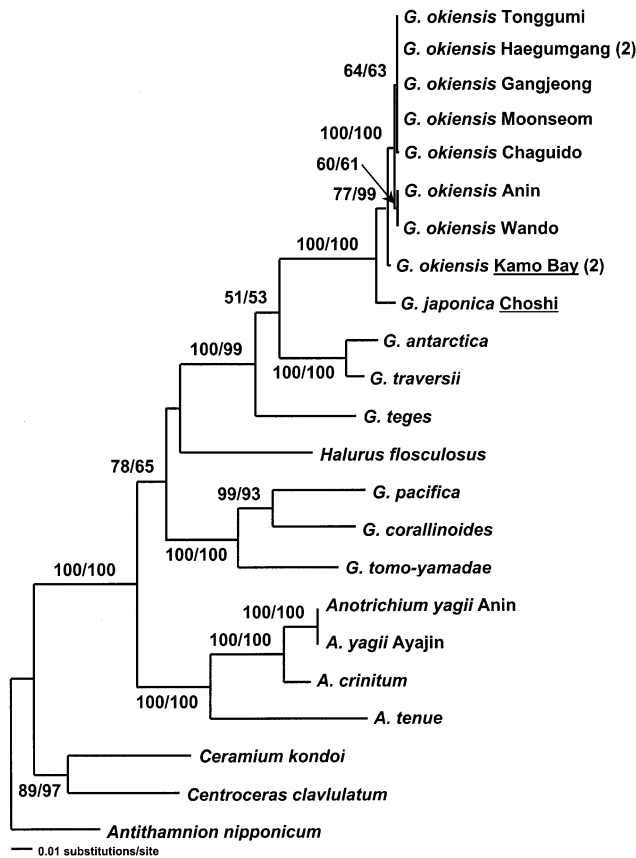 G. okiensis Tonggumi
G. okiensis Haegumgang (2)
64/63
G. okiensis Gangjeong
G. okiensis Moonseom
100/100
G. okiensis Chaguido
60/61
G. okiensis Anin
77/99
G. okiensis Wando
100/100
G. okiensis Kamo Bay (2)
51/53
G. japonica Choshi
G. antarctica
100/99
100/100
G. traversii
G. teges
Halurus flosculosus
78/65
99/93
G. pacifica
G. corallinoides
100/100
G. tomo-yamadae
100/100
Anotrichium yagii Anin
100/100
100/100
A. yagii Ayajin
A. crinitum
100/100
A. tenue
Ceramium kondoi
89/97
Centroceras clavlulatum
Antithamnion nipponicum
0.01 substitutions/site